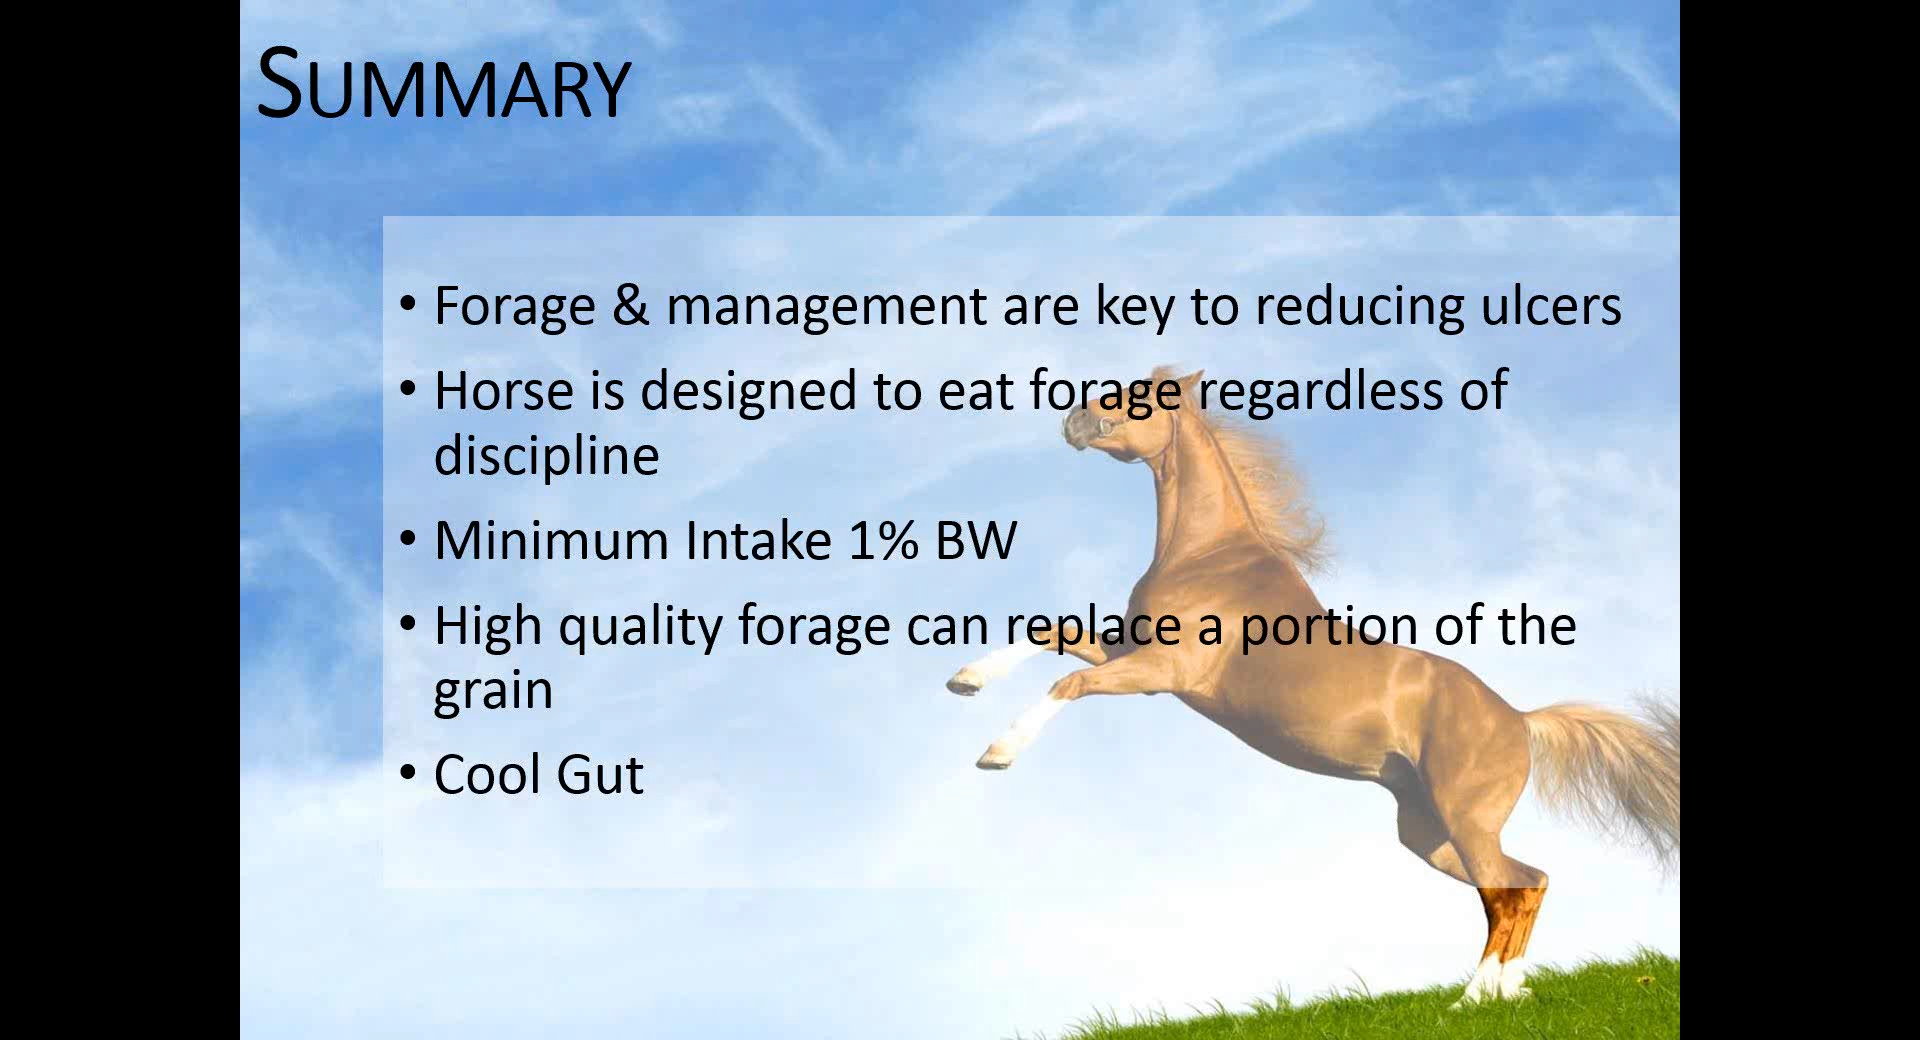 SUMMARY
• Forage & management are key to reducing ulcers
• Horse is designed to eat forage regardless of
discipline
• Minimum Intake 1% BW
• High quality forage can replace a portion of the
grain
• Cool Gut